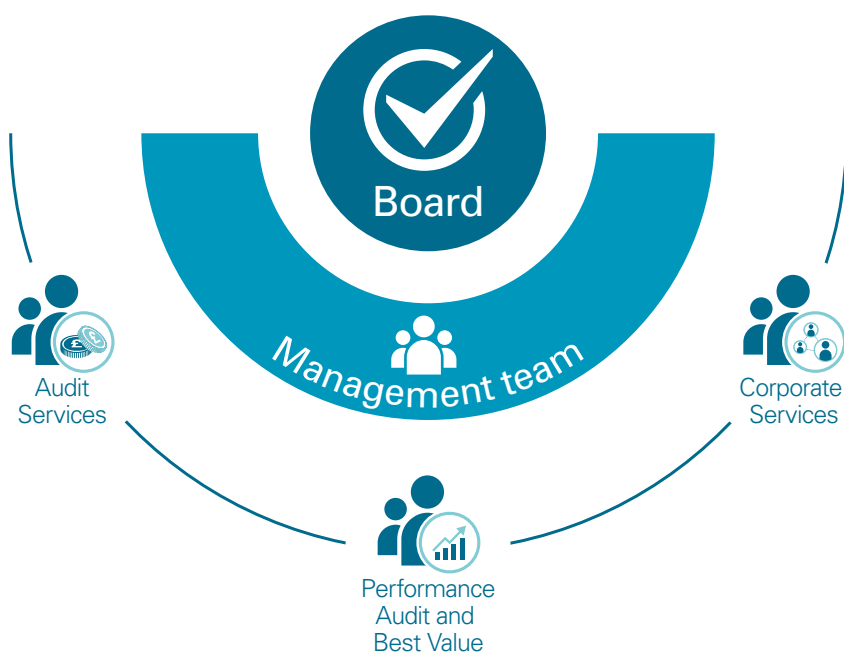 Board
Management team
Audit
Services
Corporate
Services
Performance
Audit and
Best Value